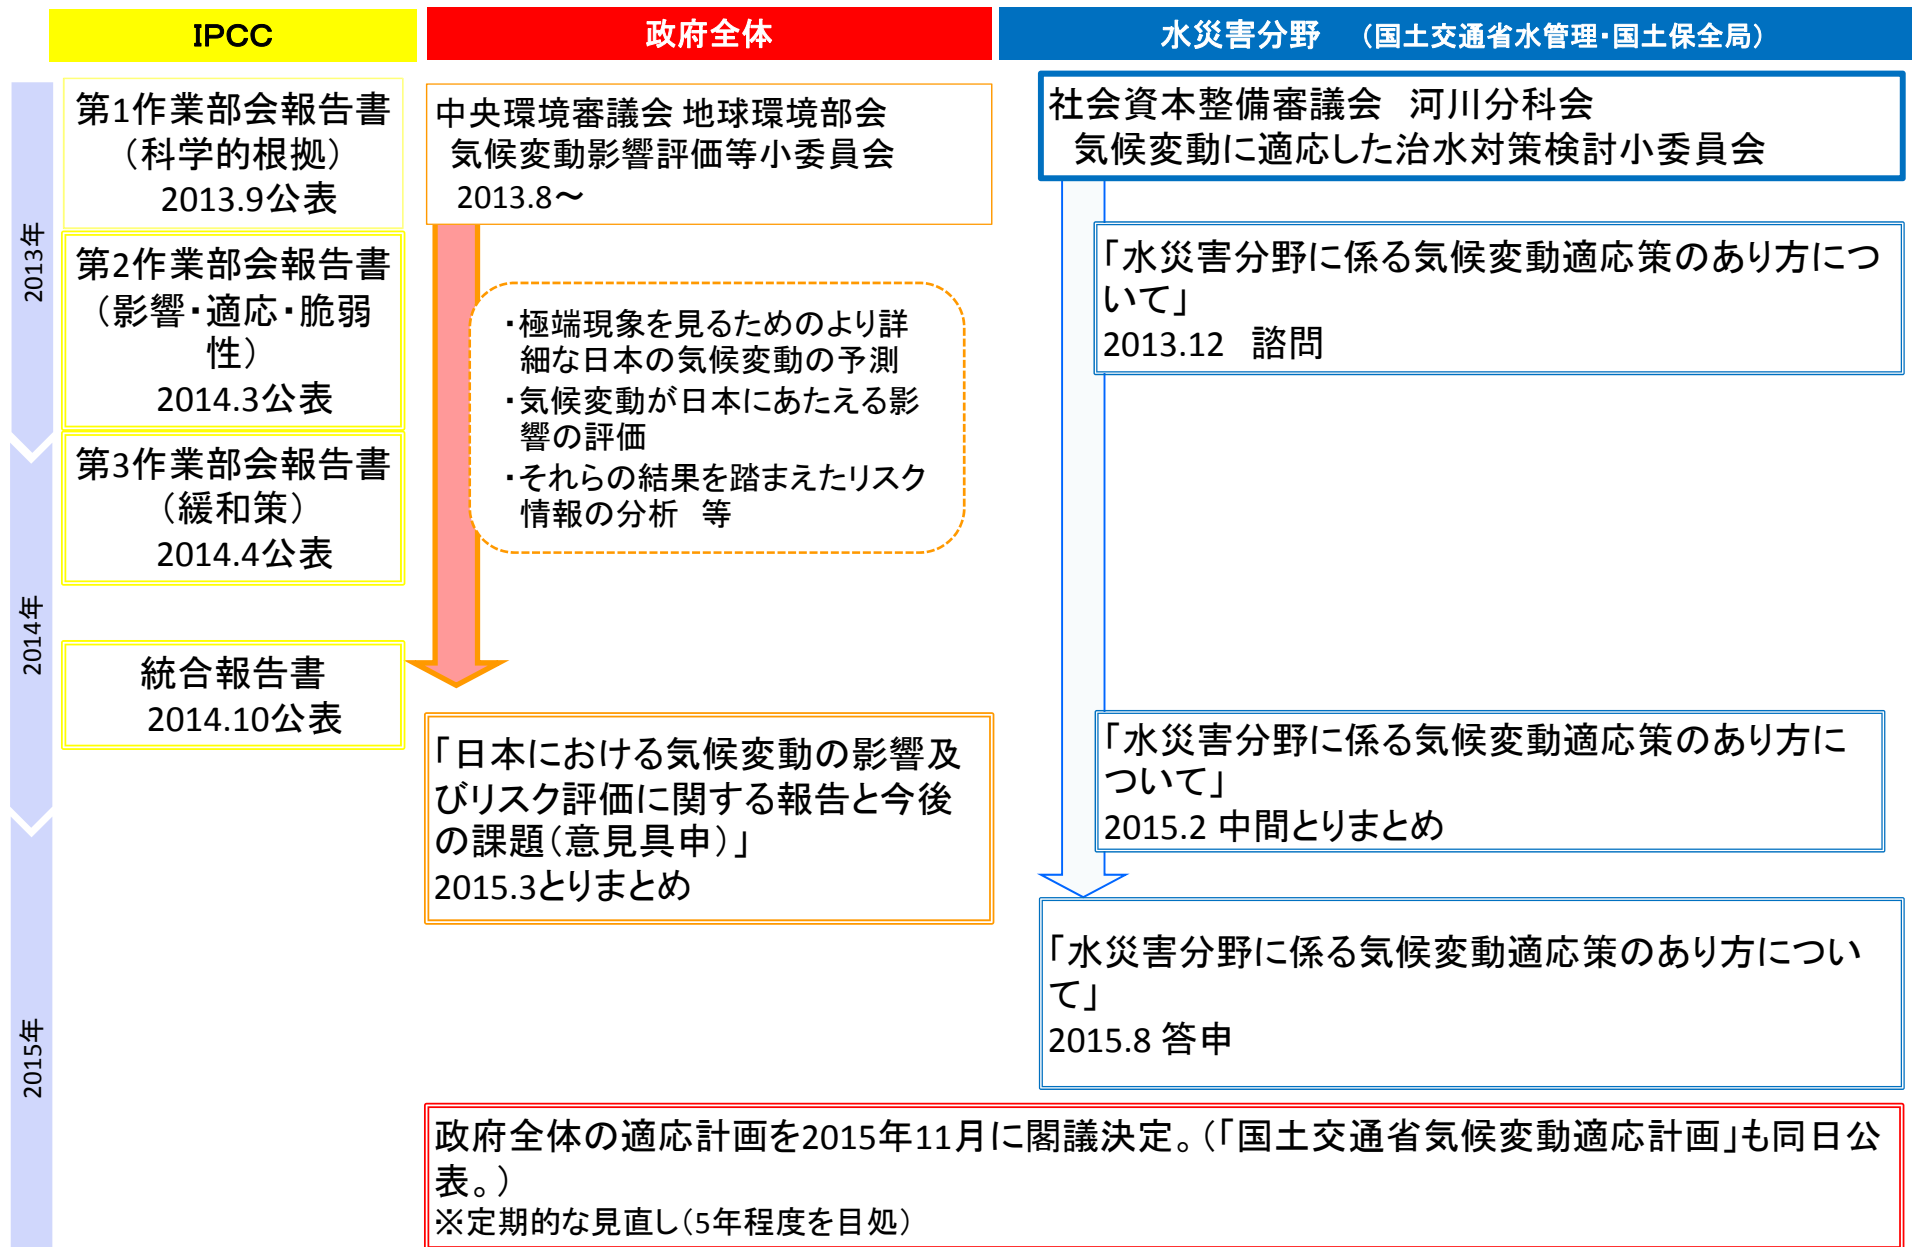 IPCC
政府全体
水災害分野　（国土交通省水管理・国土保全局）
2013年
2014年
2015年
第1作業部会報告書
（科学的根拠）
2013.9公表
第2作業部会報告書
（影響・適応・脆弱
性）
2014.3公表
第3作業部会報告書
（緩和策）
2014.4公表
統合報告書
2014.10公表
中央環境審議会 地球環境部会
気候変動影響評価等小委員会
2013.8～
・極端現象を見るためのより詳
細な日本の気候変動の予測
・気候変動が日本にあたえる影
響の評価
・それらの結果を踏まえたリスク
情報の分析　等
「日本における気候変動の影響及
びリスク評価に関する報告と今後
の課題（意見具申）」
2015.3とりまとめ
社会資本整備審議会　河川分科会
気候変動に適応した治水対策検討小委員会
「水災害分野に係る気候変動適応策のあり方につ
いて」
2013.12　諮問
「水災害分野に係る気候変動適応策のあり方に
ついて」
2015.2 中間とりまとめ
「水災害分野に係る気候変動適応策のあり方につい
て」
2015.8 答申
政府全体の適応計画を2015年11月に閣議決定。（「国土交通省気候変動適応計画」も同日公
表。）
※定期的な見直し（5年程度を目処）